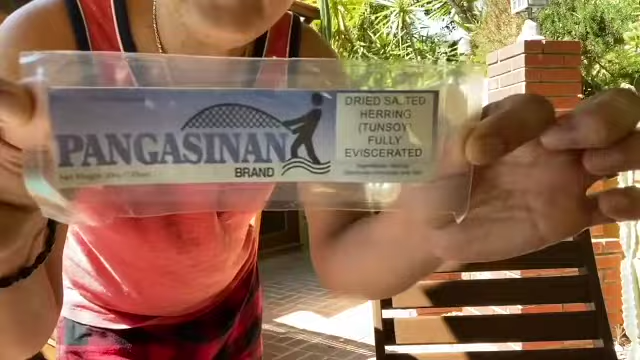 PANGASINAN
BRAND
DRIED SALTED
HERRING
(TUNSOY)
FULLY
EVISCERATED